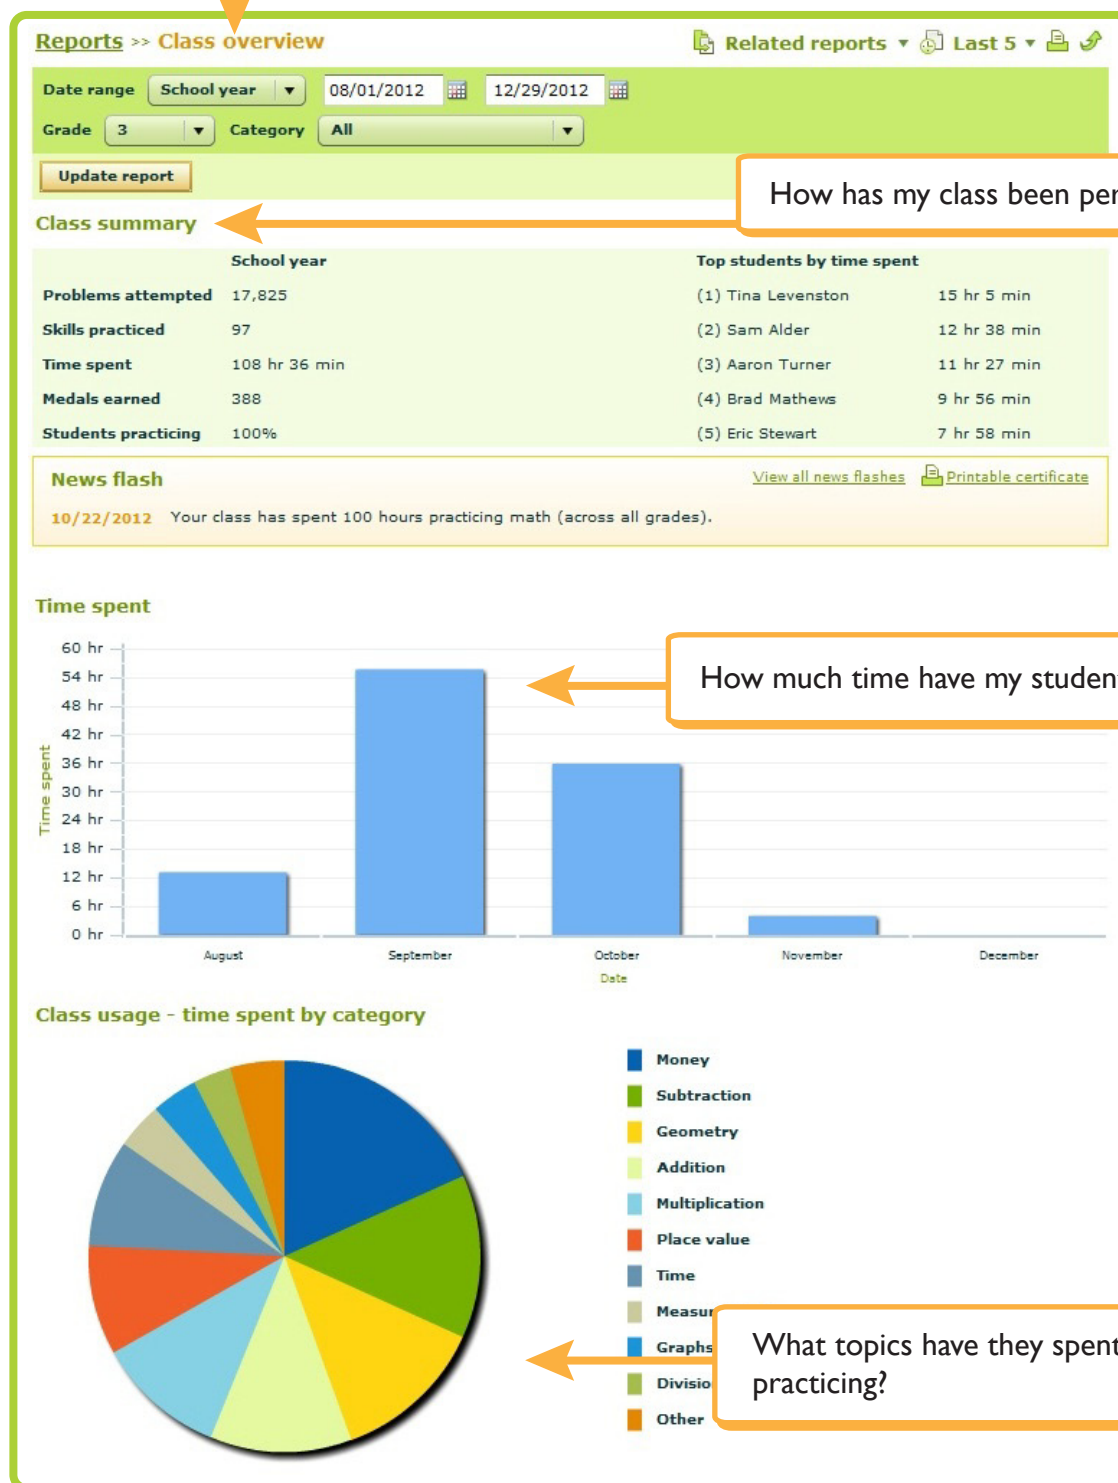 Reports >> Class overview
Related reports Last 5
Date range School year 08/01/2012 12/29/2012
Grade 3 Category All
Update report
How has my class been
Class summary
School year Top students by time spent
Problems attempted 17,825 (1) Tina Levenston 15 hr 5 min
Skills practiced 97 (2) Sam Alder 12 hr 38 min
Time spent 108 hr 36 min (3) Aaron Turner 11 hr 27 min
Medals earned 388 (4) Brad Mathews 9 hr 56 min
Students practicing 100% (5) Eric Stewart 7 hr 58 min
News flash View all news flashes Printable certificate
10/22/2012 Your class has spent 100 hours practicing math (across all grades).
Time spent
60 hr
54 hr
How much time have my
48 hr
42 hr
36 hr
30 hr
24 hr
18 hr
12 hr
6 hr
0 hr
Time spent
August September October November December
Date
Class usage - time spent by category
Money
Subtraction
Geometry
Addition
Multiplication
Place value
Time
Graphs
Other
What topics have they spent
practicing?